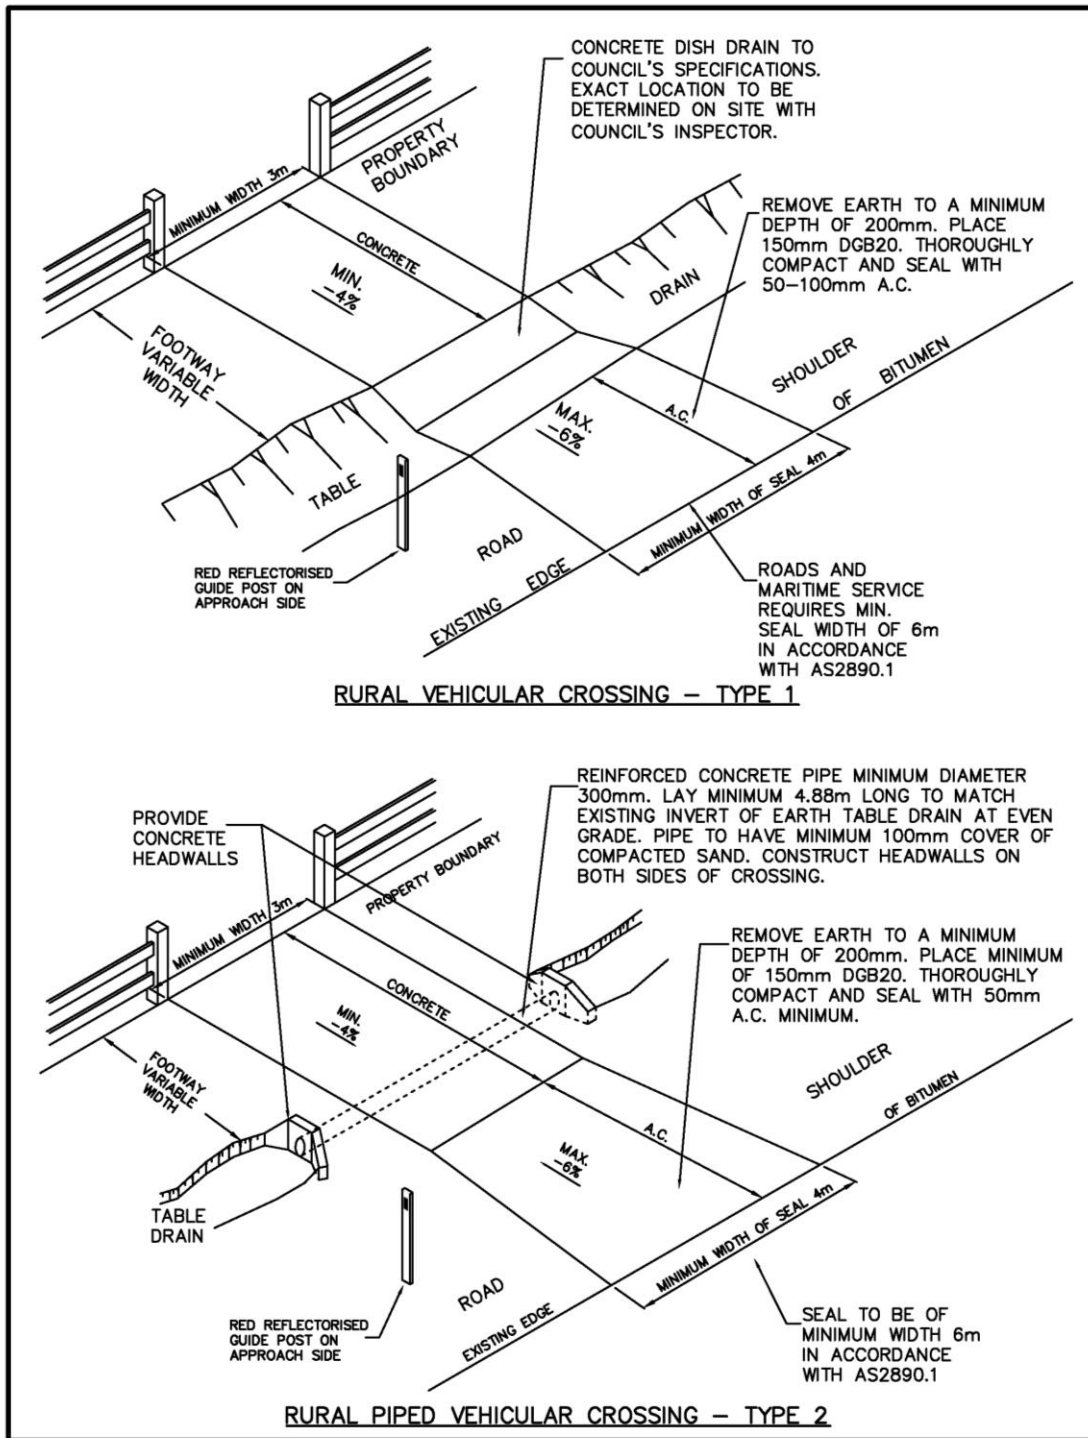 CONCRETE DISH DRAIN TO
COUNCIL'S SPECIFICATIONS.
EXACT LOCATION TO BE
DETERMINED ON SITE WITH
COUNCIL'S INSPECTOR.
PROPERTY
BOUNDARY
MINIMUM WIDTH 3m
CONCRETE
MIN.
-4%
REMOVE EARTH TO A MINIMUM
DEPTH OF 200mm. PLACE
150mm DGB20. THOROUGHLY
COMPACT AND SEAL WITH
50-100mm A.C.
DRAIN
FOOTWAY
VARIABLE
WIDTH
SHOULDER
OF BITUMEN
A.C.
MAX.
-6%
TABLE
MINIMUM WIDTH OF SEAL 4m
ROAD
EXISTING EDGE
RED REFLECTORISED
GUIDE POST ON
APPROACH SIDE
ROADS AND
MARITIME SERVICE
REQUIRES MIN.
SEAL WIDTH OF 6m
IN ACCORDANCE
WITH AS2890.1
RURAL VEHICULAR CROSSING - TYPE 1
REINFORCED CONCRETE PIPE MINIMUM DIAMETER
300mm. LAY MINIMUM 4.88m LONG TO MATCH
EXISTING INVERT OF EARTH TABLE DRAIN AT EVEN
GRADE. PIPE TO HAVE MINIMUM 100mm COVER OF
COMPACTED SAND. CONSTRUCT HEADWALLS ON
BOTH SIDES OF CROSSING.
PROVIDE
CONCRETE
HEADWALLS
PROPERTY BOUNDARY
MINIMUM WIDTH 3m
CONCRETE
MIN.
-4%
REMOVE EARTH TO A MINIMUM
DEPTH OF 200mm. PLACE MINIMUM
OF 150mm DGB20. THOROUGHLY
COMPACT AND SEAL WITH 50mm
A.C. MINIMUM.
FOOTWAY
VARIABLE
WIDTH
SHOULDER
OF BITUMEN
A.C.
MAX.
-6%
TABLE
DRAIN
MINIMUM WIDTH OF SEAL 4m
ROAD
EXISTING EDGE
RED REFLECTORISED
GUIDE POST ON
APPROACH SIDE
SEAL TO BE OF
MINIMUM WIDTH 6m
IN ACCORDANCE
WITH AS2890.1
RURAL PIPED VEHICULAR CROSSING - TYPE 2